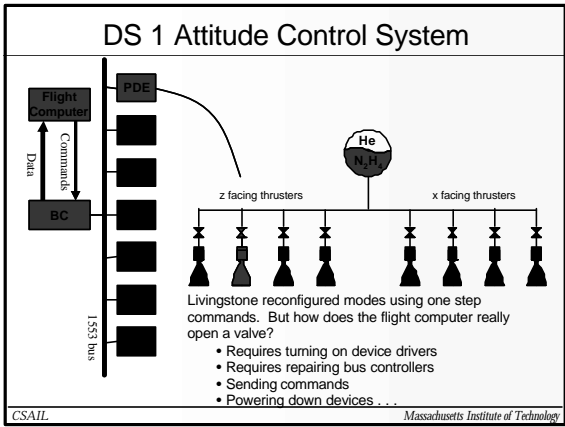 DS 1 Attitude Control System
PDE
Flight
Computer
Commands
Data
BC
1553 bus
He
N2H4
z facing thrusters
x facing thrusters
Livingstone reconfigured modes using one step
commands. But how does the flight computer really
open a valve?
• Requires turning on device drivers
• Requires repairing bus controllers
• Sending commands
• Powering down devices . . .
CSAIL
Massachusetts Institute of Technology